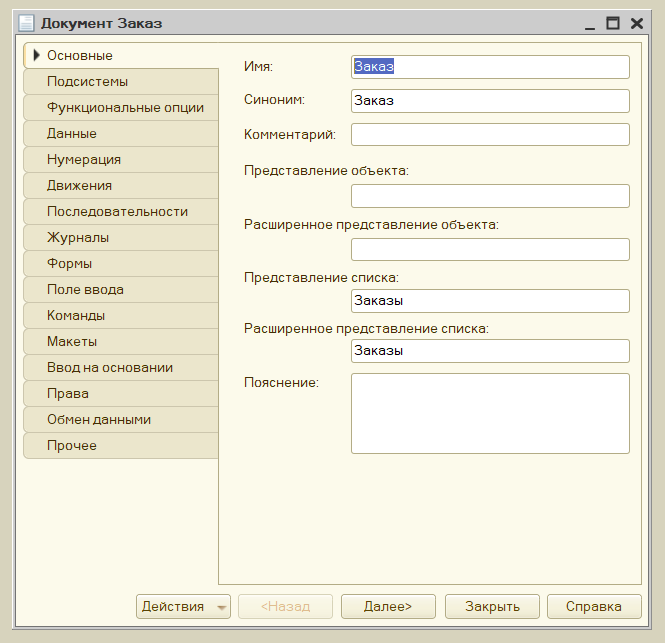 Документ Заказ
Основные
Подсистемы
Функциональные опции
Данные
Нумерация
Движения
Последовательности
Журналы
Формы
Поле ввода
Команды
Макеты
Ввод на основании
Права
Обмен данными
Прочее
Имя: Заказ
Синоним: Заказ
Комментарий:
Представление объекта:
Расширенное представление объекта:
Представление списка:
Заказы
Расширенное представление списка:
Заказы
Пояснение:
Действия <Назад Далее> Закрыть Справка